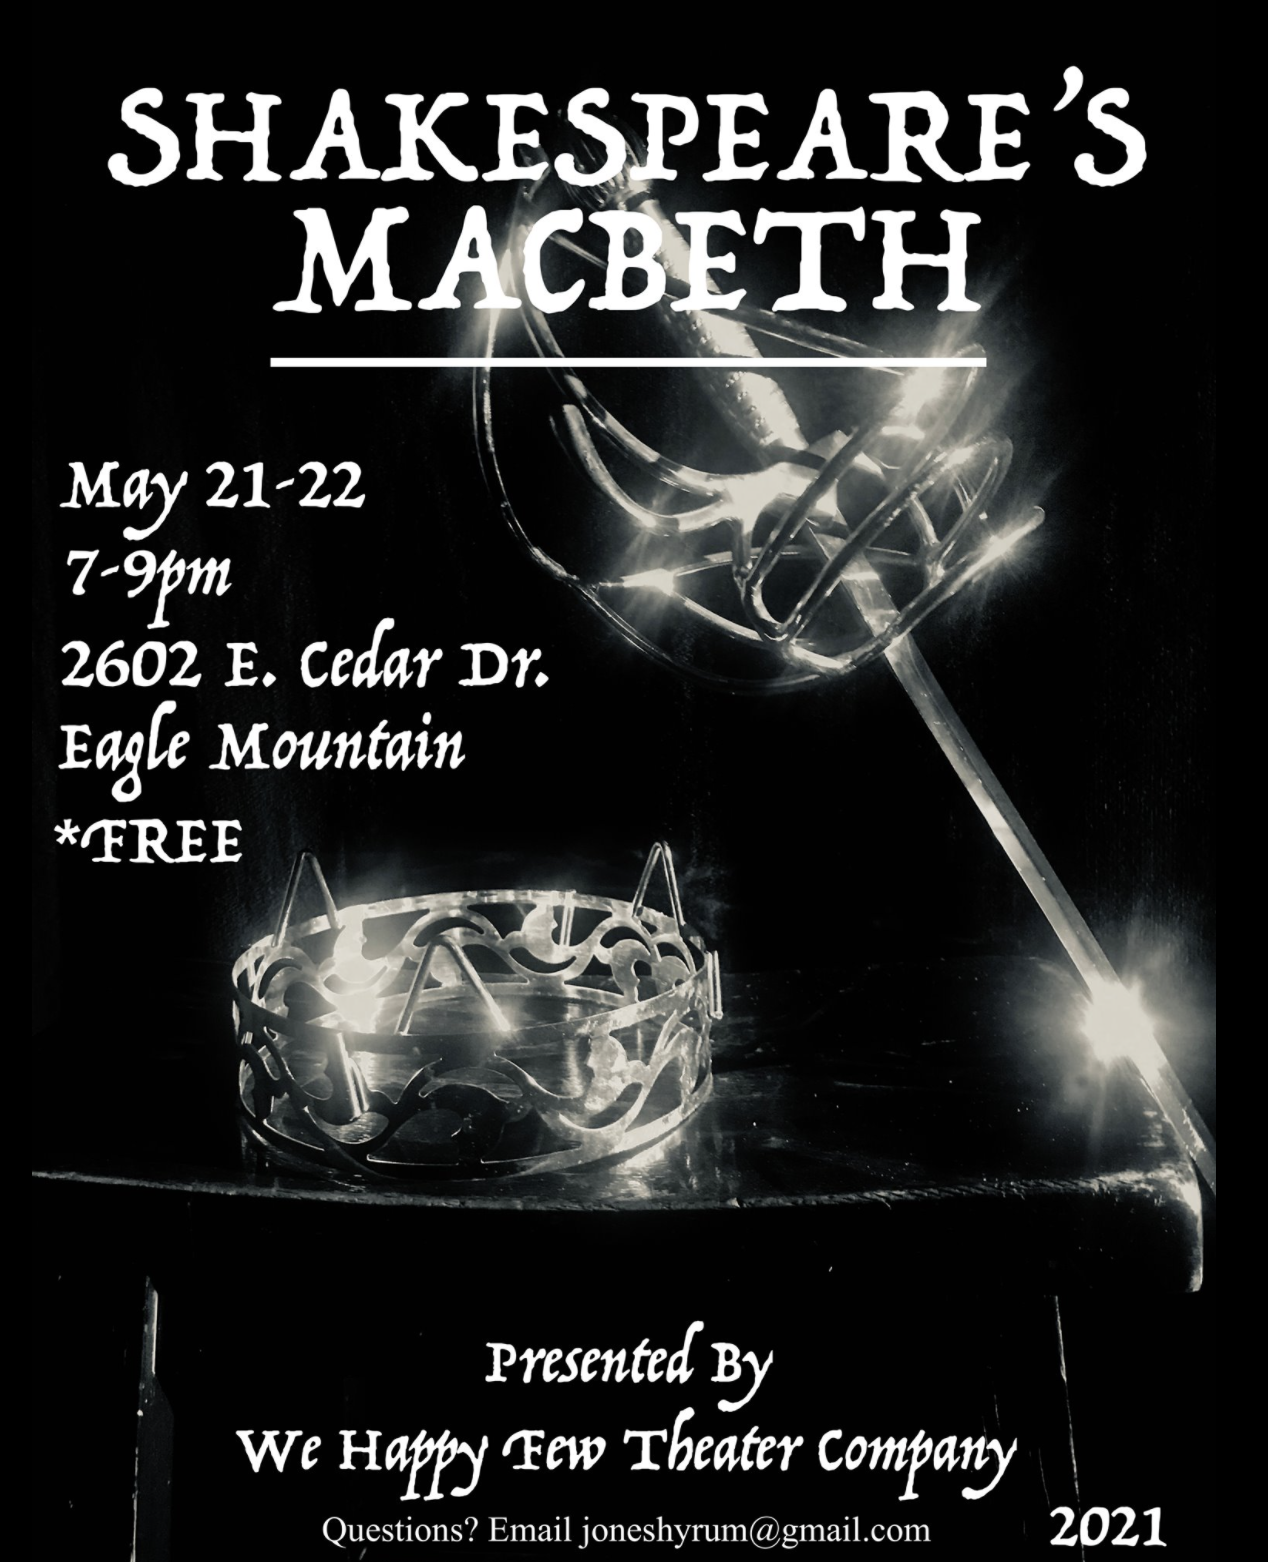 SHAKESPEARE'S
MACBETH
May 21-22
7-9pm
2602 E. Cedar Dr.
Eagle Mountain
*FREE
Presented By
We Happy Few Theater Company
Questions? Email joneshyrum@gmail.com
2021